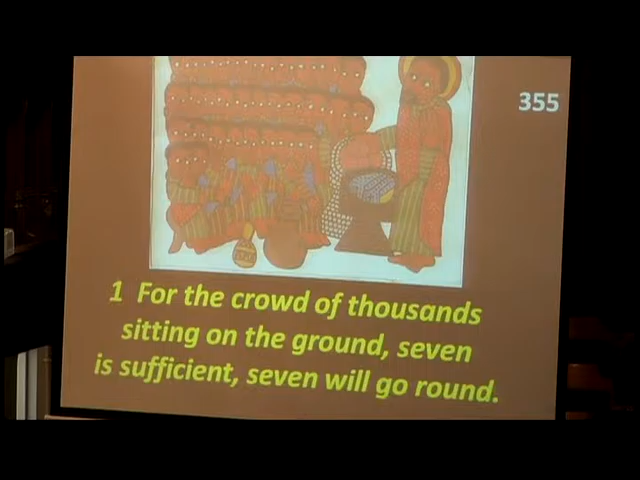 355
1 For the crowd of thousands
sitting on the ground, seven
is sufficient, seven will go round.